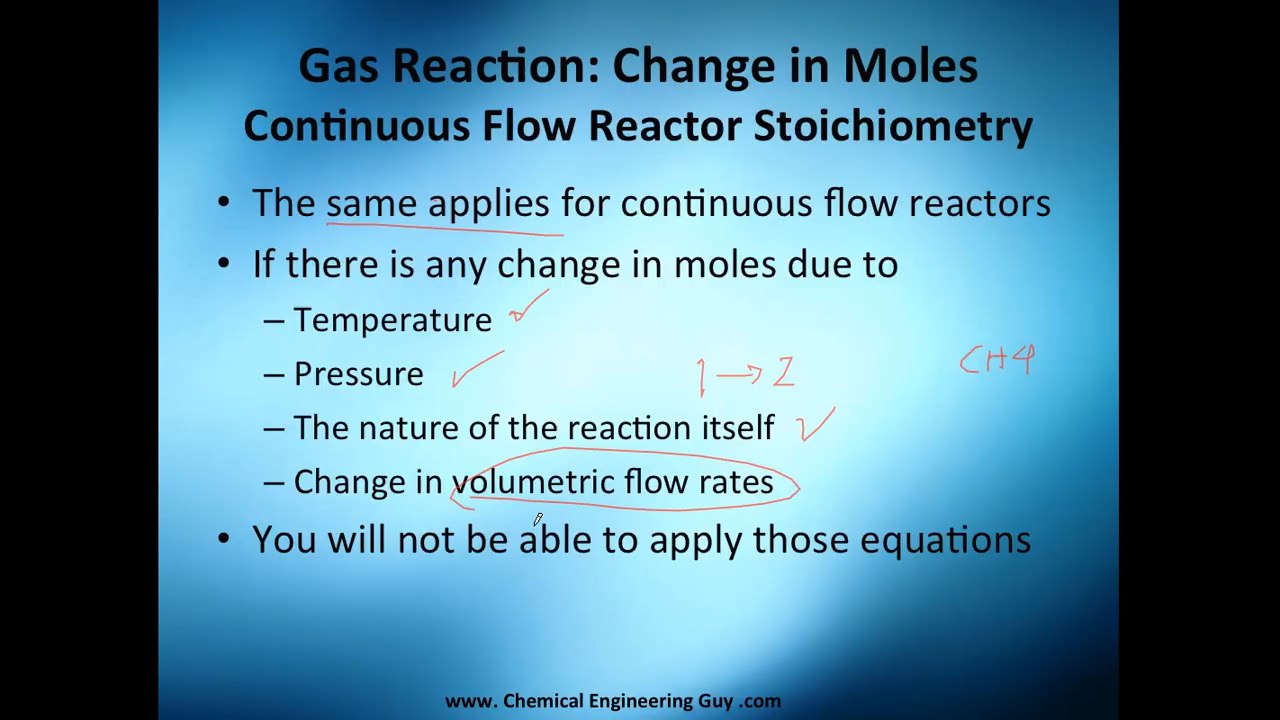 Gas Reaction: Change in Moles
Continuous Flow Reactor Stoichiometry
• The same applies for continuous flow reactors
• If there is any change in moles due to
– Temperature
– Pressure
1 → 2
CH4
– The nature of the reaction itself
– Change in volumetric flow rates
• You will not be able to apply those equations
www. Chemical Engineering Guy .com